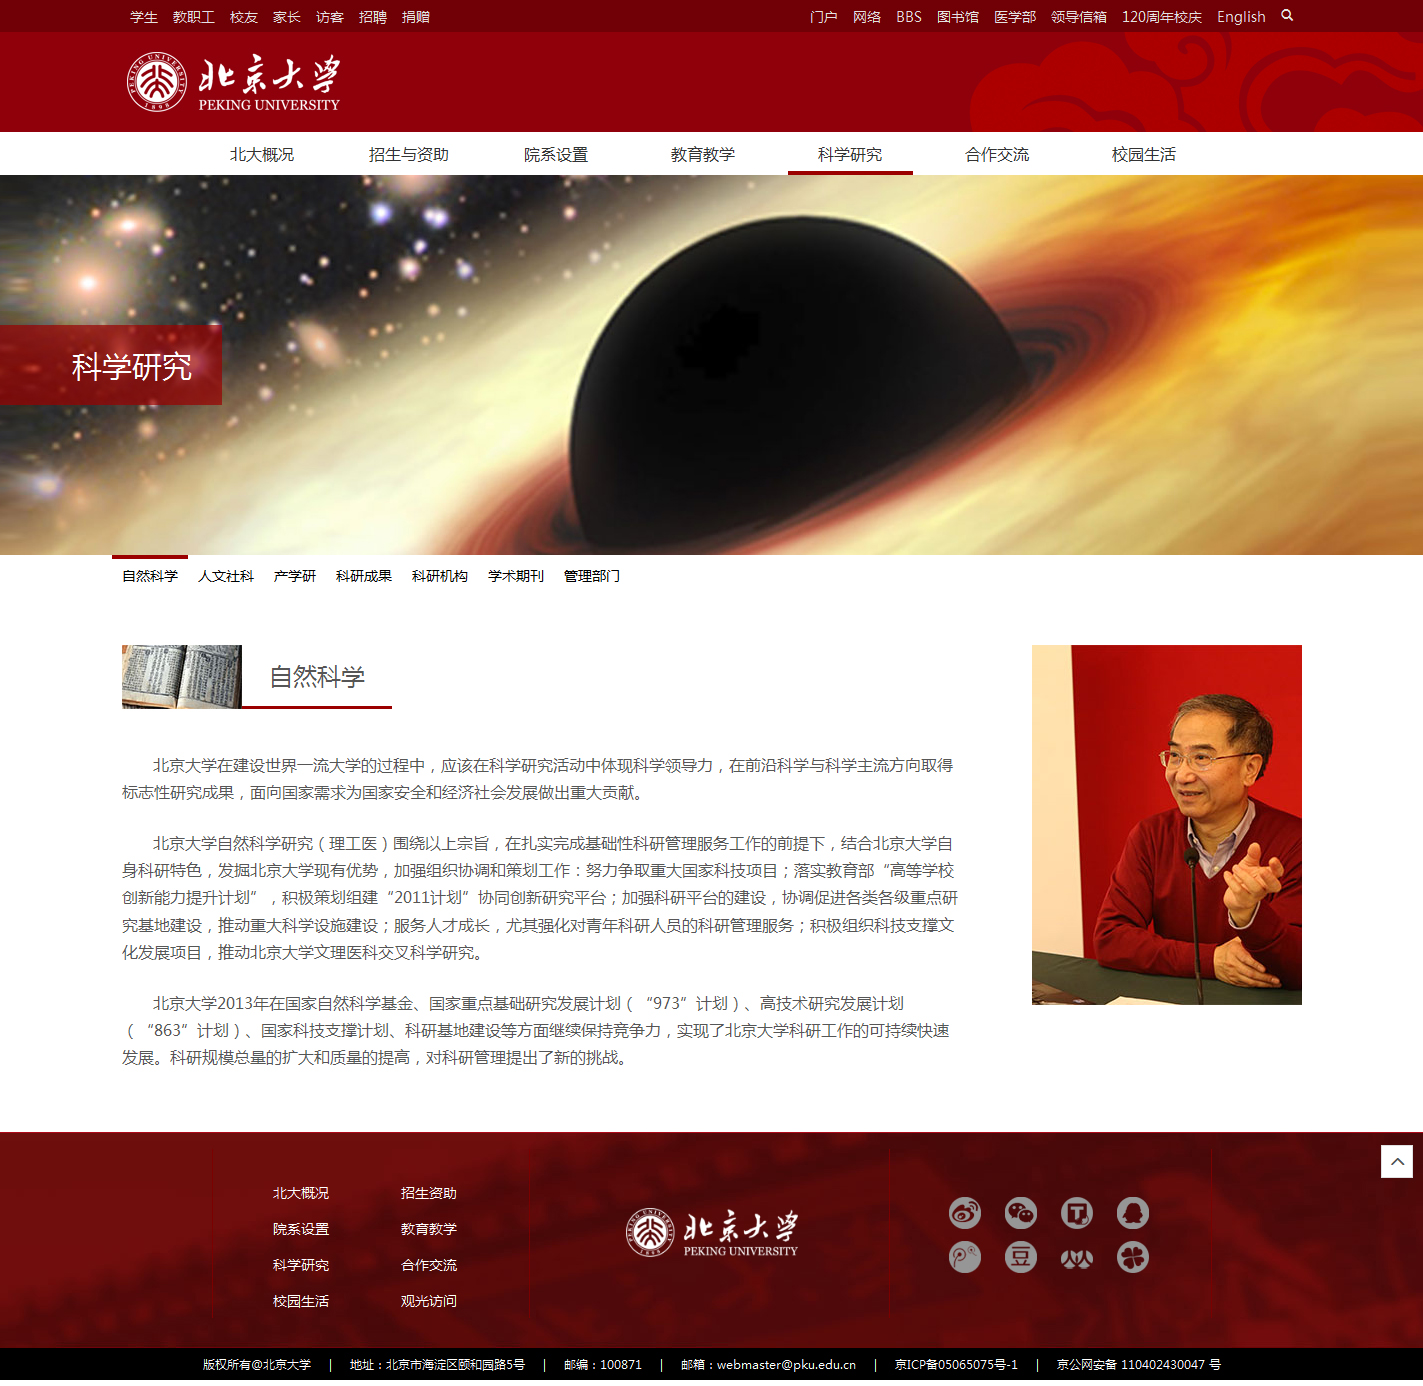 学生 教职工 校友 家长 访客 招聘 捐赠 门户 网络 BBS 图书馆 医学部 领导信箱 120周年校庆 English
北京大学
PEKING UNIVERSITY
北大概况 招生与资助 院系设置 教育教学 科学研究 合作交流 校园生活
科学研究
自然科学 人文社科 产学研 科研成果 科研机构 学术期刊 管理部门
自然科学
北京大学在建设世界一流大学的过程中，应该在科学研究活动中体现科学领导力，在前沿科学与科学主流方向取得
标志性研究成果，面向国家需求为国家安全和经济社会发展做出重大贡献。
北京大学自然科学研究（理工医）围绕以上宗旨，在扎实完成基础性科研管理服务工作的前提下，结合北京大学自
身科研特色，发掘北京大学现有优势，加强组织协调和策划工作：努力争取重大国家科技项目；落实教育部“高等学校
创新能力提升计划”，积极策划组建“2011计划”协同创新研究平台；加强科研平台的建设，协调促进各类各级重点研
究基地建设，推动重大科学设施建设；服务人才成长，尤其强化对青年科研人员的科研管理服务；积极组织科技支撑文
化发展项目，推动北京大学文理医科交叉科学研究。
北京大学2013年在国家自然科学基金、国家重点基础研究发展计划（“973”计划）、高技术研究发展计划
（“863”计划）、国家科技支撑计划、科研基地建设等方面继续保持竞争力，实现了北京大学科研工作的可持续快速
发展。科研规模总量的扩大和质量的提高，对科研管理提出了新的挑战。
北大概况 招生资助
院系设置 教育教学
科学研究 合作交流
校园生活 观光访问
北京大学
PEKING UNIVERSITY
豆
版权所有@北京大学 | 地址：北京市海淀区颐和园路5号 | 邮编：100871 | 邮箱：webmaster@pku.edu.cn | 京ICP备05065075号-1 | 京公网安备 110402430047 号